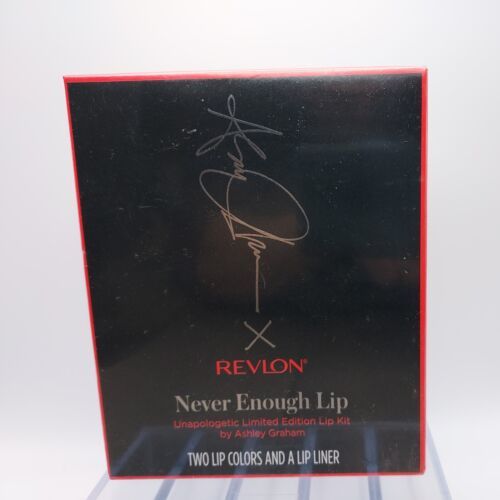 X
REVLON®
Never Enough Lip
Unapologetic Limited Edition Lip Kit
by Ashley Graham
TWO LIP COLORS AND A LIP LINER